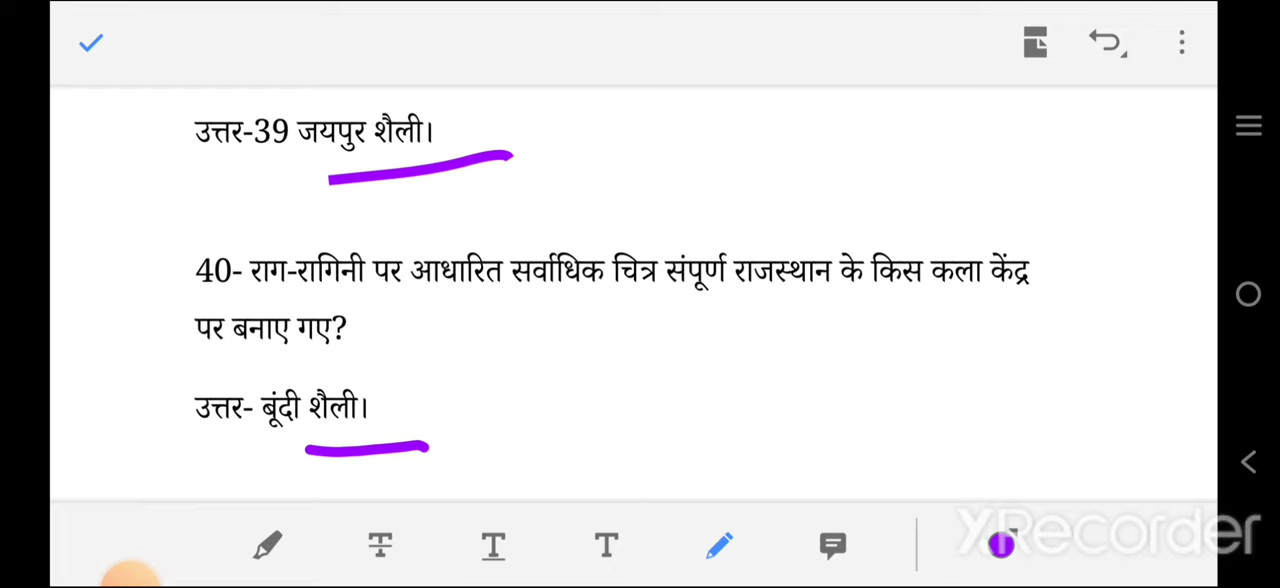 उत्तर-39 जयपुर शैली।
40- राग-रागिनी पर आधारित सर्वाधिक चित्र संपूर्ण राजस्थान के किस कला केंद्र
पर बनाए गए?
उत्तर- बूंदी शैली।
T T T
XRecorder